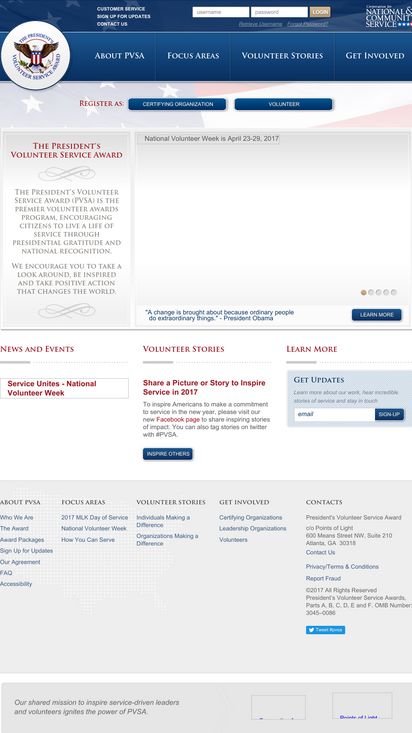 CUSTOMER SERVICE
SIGN UP FOR UPDATES
CONTACT US
username
password
LOGIN
Retrieve Username
Forgot Password?
Corporation for
NATIONAL &
COMMUNITY
SERVICE
THE PRESIDENT'S
VOLUNTEER SERVICE AWARD
ABOUT PVSA
FOCUS AREAS
VOLUNTEER STORIES
GET INVOLVED
REGISTER AS:
CERTIFYING ORGANIZATION
VOLUNTEER
THE PRESIDENT'S
VOLUNTEER SERVICE AWARD
THE PRESIDENT'S VOLUNTEER
SERVICE AWARD (PVSA) IS THE
PREMIER VOLUNTEER AWARDS
PROGRAM, ENCOURAGING
CITIZENS TO LIVE A LIFE OF
SERVICE THROUGH
PRESIDENTIAL GRATITUDE AND
NATIONAL RECOGNITION.
WE ENCOURAGE YOU TO TAKE A
LOOK AROUND, BE INSPIRED
AND TAKE POSITIVE ACTION
THAT CHANGES THE WORLD.
National Volunteer Week is April 23-29, 2017
"A change is brought about because ordinary people
do extraordinary things." - President Obama
LEARN MORE
NEWS AND EVENTS
Service Unites - National
Volunteer Week
VOLUNTEER STORIES
Share a Picture or Story to Inspire
Service in 2017
To inspire Americans to make a commitment
to service in the new year, please visit our
new Facebook page to share inspiring stories
of impact. You can also tag stories on twitter
with #PVSA.
INSPIRE OTHERS
LEARN MORE
GET UPDATES
Learn more about our work, hear incredible
stories of service and stay in touch
email
SIGN-UP
ABOUT PVSA
Who We Are
The Award
Award Packages
Sign Up for Updates
Our Agreement
FAQ
Accessibility
FOCUS AREAS
2017 MLK Day of Service
National Volunteer Week
How You Can Serve
VOLUNTEER STORIES
Individuals Making a
Difference
Organizations Making a
Difference
GET INVOLVED
Certifying Organizations
Leadership Organizations
Volunteers
CONTACTS
President's Volunteer Service Award
c/o Points of Light
600 Means Street NW, Suite 210
Atlanta, GA 30318
Contact Us
Privacy/Terms & Conditions
Report Fraud
©2017 All Rights Reserved
President's Volunteer Service Awards,
Parts A, B, C, D, E and F. OMB Number:
3045-0086
Tweet #pvsa
Our shared mission to inspire service-driven leaders
and volunteers ignites the power of PVSA.
Points of Light